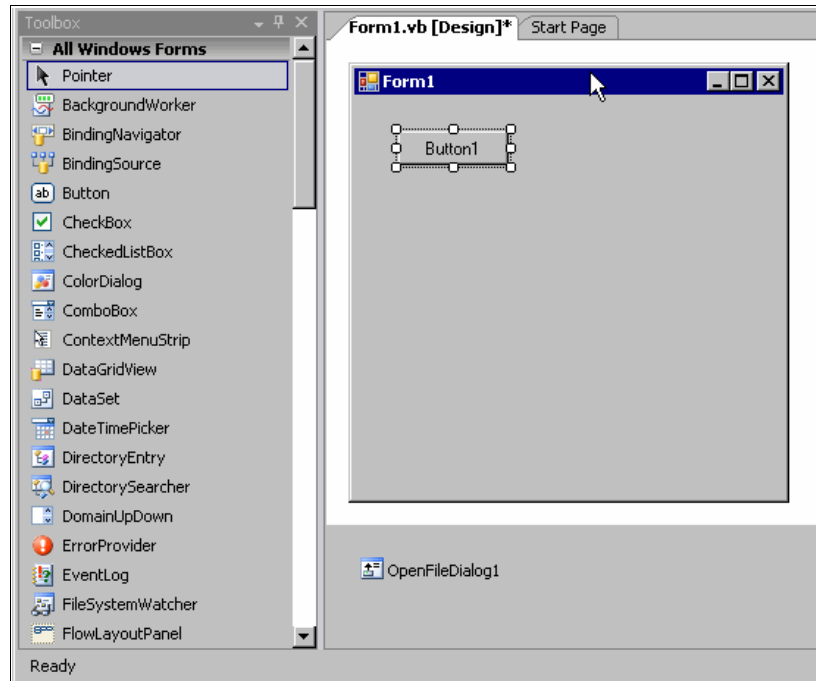 Toolbox
All Windows Forms
Pointer
BackgroundWorker
BindingNavigator
BindingSource
ab Button
CheckBox
CheckedListBox
ColorDialog
ComboBox
ContextMenuStrip
DataGridView
DataSet
DateTimePicker
DirectoryEntry
DirectorySearcher
DomainUpDown
ErrorProvider
EventLog
FileSystemWatcher
FlowLayoutPanel
Ready
Form1.vb [Design]* Start Page
Form1
Button1
OpenFileDialog1